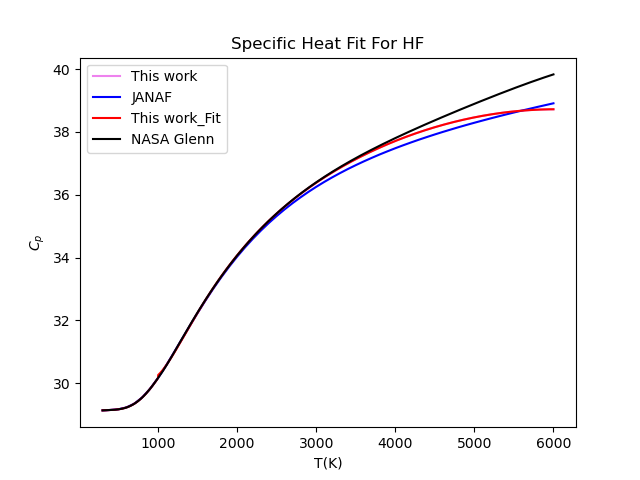 Specific Heat Fit For HF
This work
JANAF
This work_Fit
NASA Glenn
40
38
36
34
32
30
C_p
1000 2000 3000 4000 5000 6000
T(K)